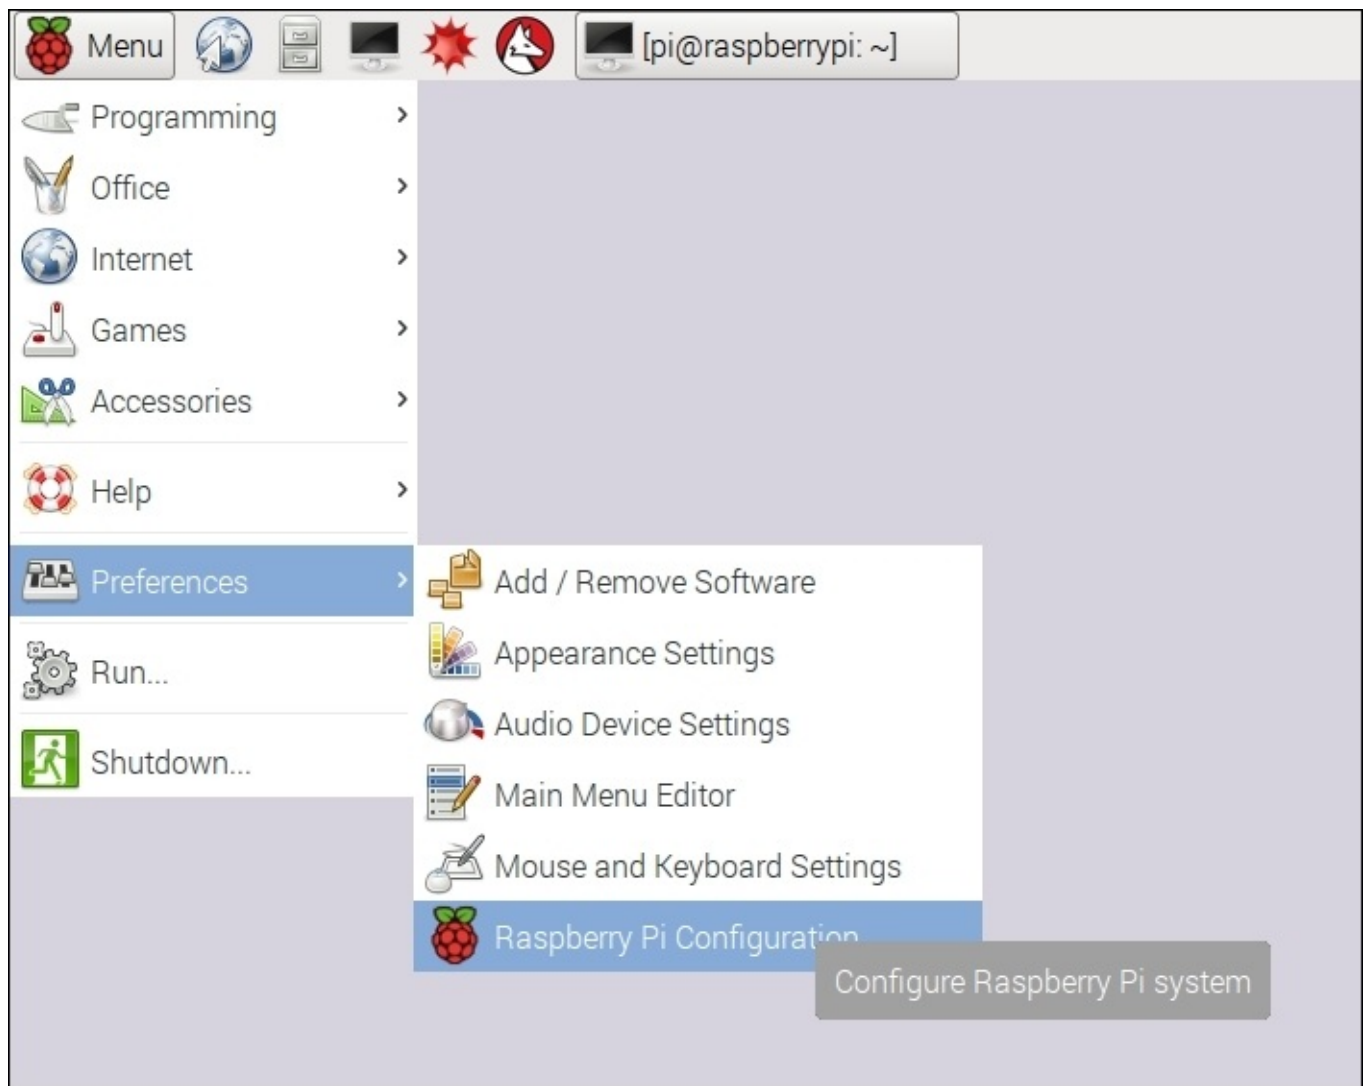 Menu
[pi@raspberrypi: ~]
Programming
Office
Internet
Games
Accessories
Help
Preferences
Run...
Shutdown...
Add / Remove Software
Appearance Settings
Audio Device Settings
Main Menu Editor
Mouse and Keyboard Settings
Raspberry Pi Configuration
Configure Raspberry Pi system